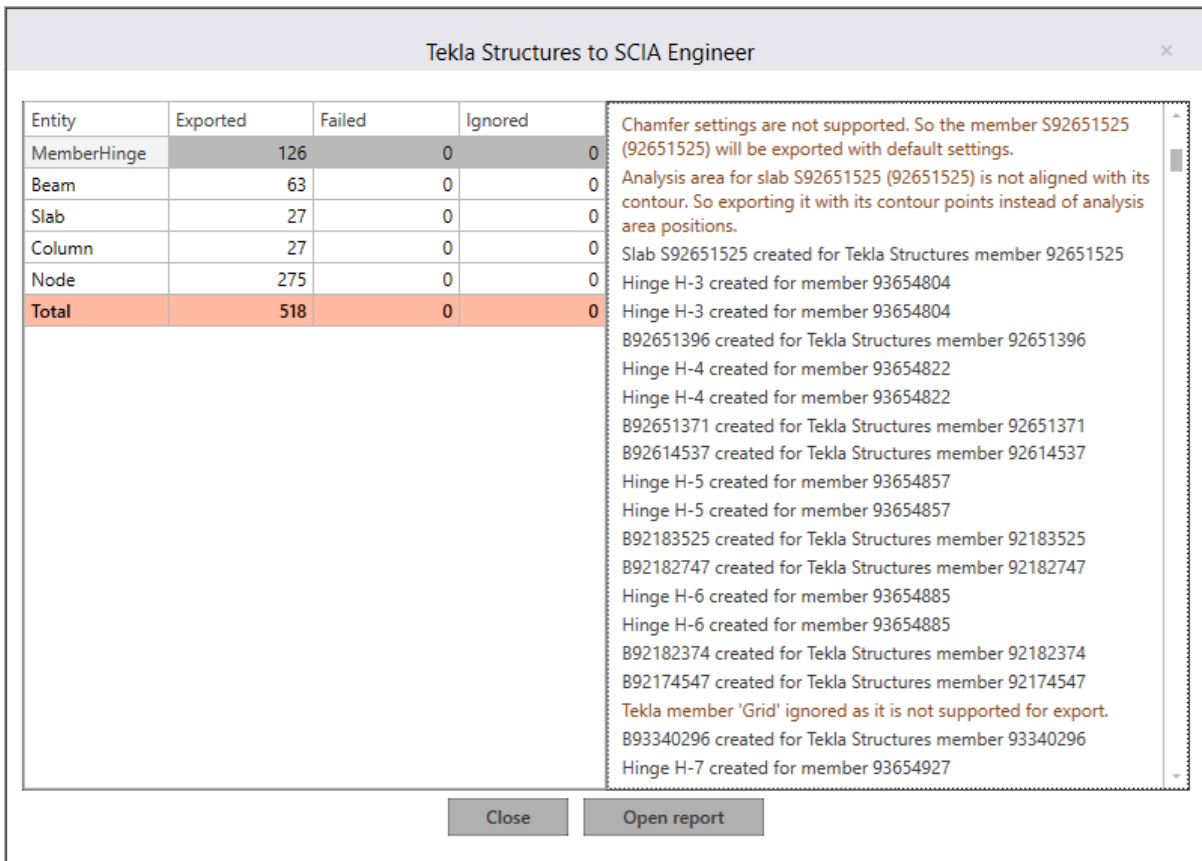 Tekla Structures to SCIA Engineer
Entity Exported Failed Ignored
MemberHinge 126 0 0
Beam 63 0 0
Slab 27 0 0
Column 27 0 0
Node 275 0 0
Total 518 0 0
Chamfer settings are not supported. So the member S92651525
(92651525) will be exported with default settings.
Analysis area for slab S92651525 (92651525) is not aligned with its
contour. So exporting it with its contour points instead of analysis
area positions.
Slab S92651525 created for Tekla Structures member 92651525
Hinge H-3 created for member 93654804
Hinge H-3 created for member 93654804
B92651396 created for Tekla Structures member 92651396
Hinge H-4 created for member 93654822
Hinge H-4 created for member 93654822
B92651371 created for Tekla Structures member 92651371
B92614537 created for Tekla Structures member 92614537
Hinge H-5 created for member 93654857
Hinge H-5 created for member 93654857
B92183525 created for Tekla Structures member 92183525
B92182747 created for Tekla Structures member 92182747
Hinge H-6 created for member 93654885
Hinge H-6 created for member 93654885
B92182374 created for Tekla Structures member 92182374
B92174547 created for Tekla Structures member 92174547
Tekla member 'Grid' ignored as it is not supported for export.
B93340296 created for Tekla Structures member 93340296
Hinge H-7 created for member 93654927
Close
Open report